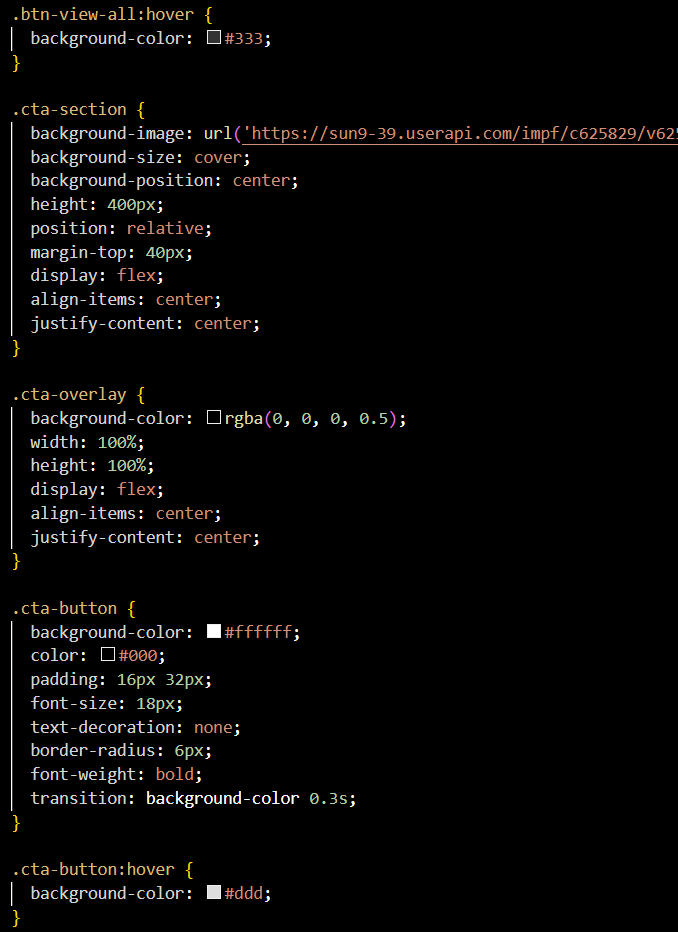 .btn-view-all:hover {
background-color: #333;
}
.cta-section {
background-image: url('https://sun9-39.userapi.com/impf/c625829/v625
background-size: cover;
background-position: center;
height: 400px;
position: relative;
margin-top: 40px;
display: flex;
align-items: center;
justify-content: center;
}
.cta-overlay {
background-color: rgba(0, 0, 0, 0.5);
width: 100%;
height: 100%;
display: flex;
align-items: center;
justify-content: center;
}
.cta-button {
background-color: #ffffff;
color: #000;
padding: 16px 32px;
font-size: 18px;
text-decoration: none;
border-radius: 6px;
font-weight: bold;
transition: background-color 0.3s;
}
.cta-button:hover {
background-color: #ddd;
}